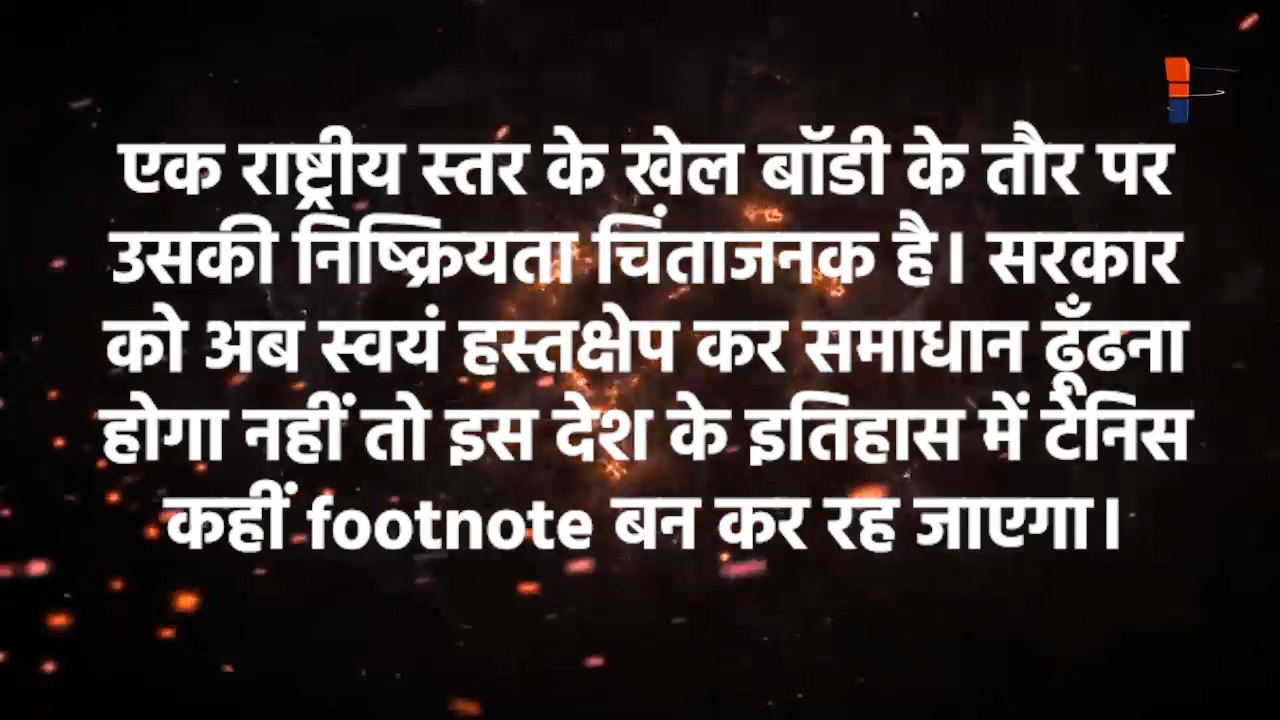 एक राष्ट्रीय स्तर के खेल बॉडी के तौर पर
उसकी निष्क्रियता चिंताजनक है। सरकार
को अब स्वयं हस्तक्षेप कर समाधान ढूँढना
होगा नहीं तो इस देश के इतिहास में टेनिस
कहीं footnote बन कर रह जाएगा।